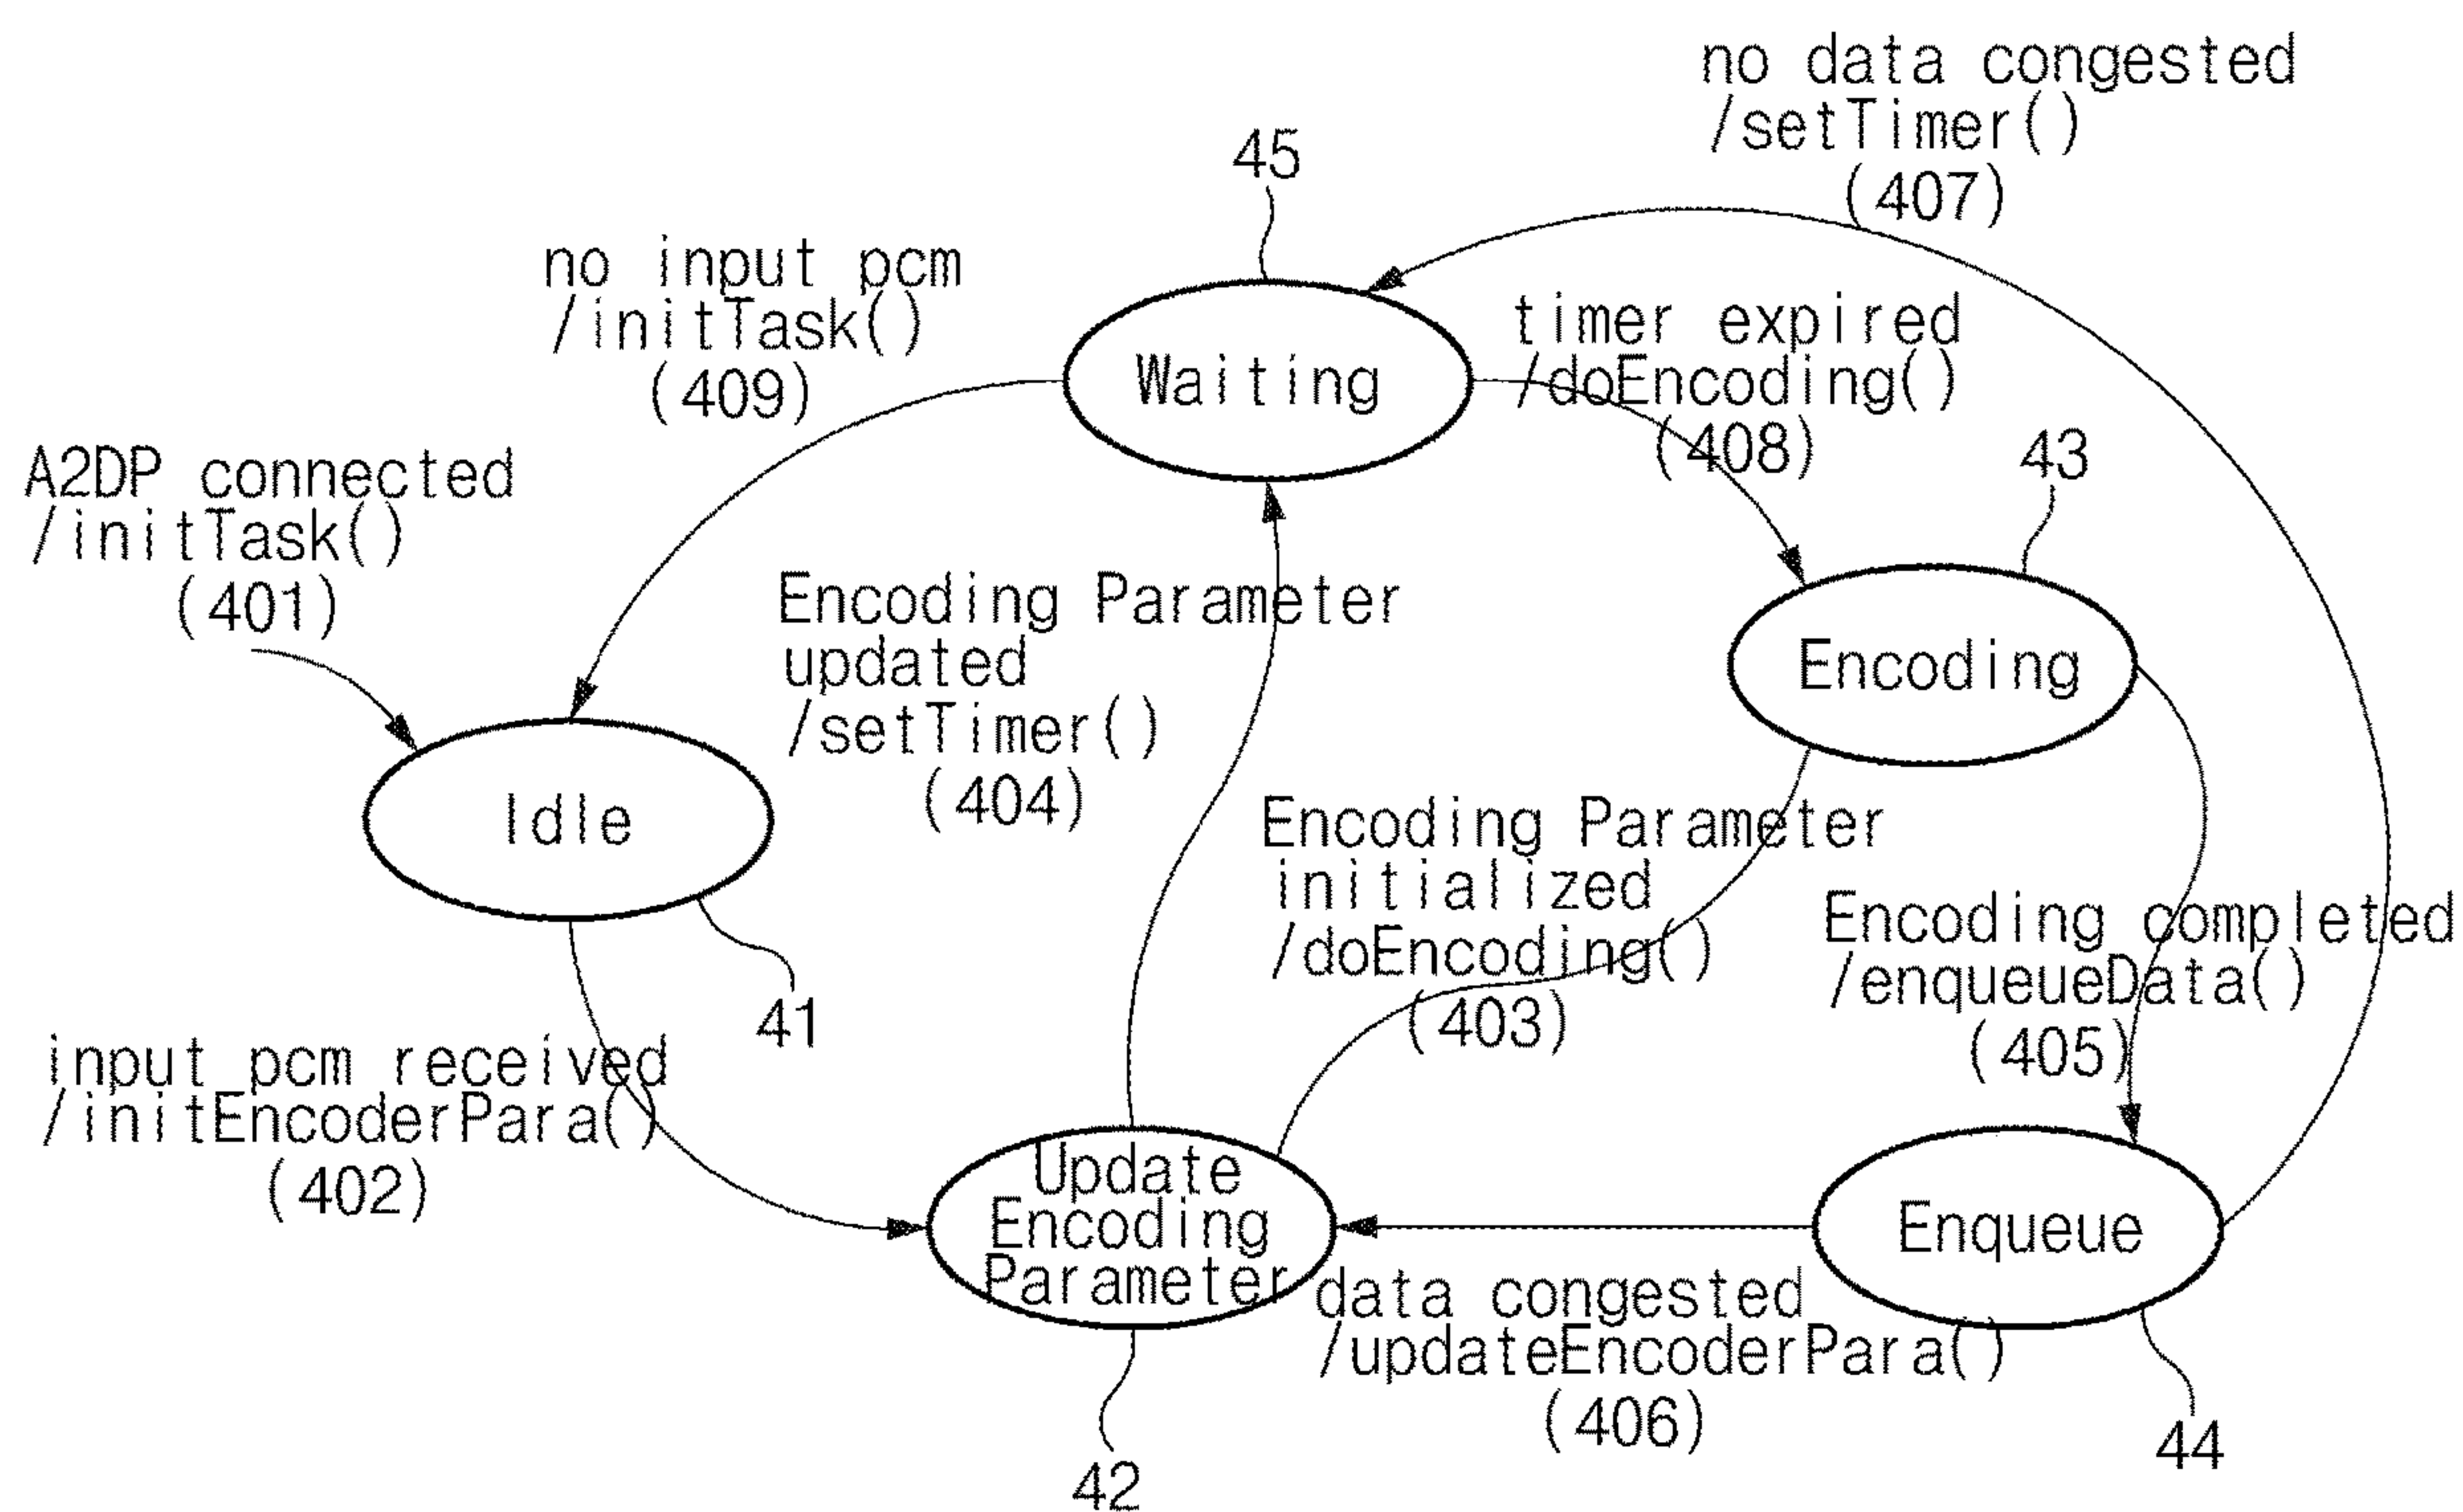 no data congested
/setTimer()
(407)
45
no input pcm
/initTask()
(409)
timer expired
/doEncoding()
(408)
Waiting
43
A2DP connected
/initTask()
(401)
Encoding Parameter
updated
/setTimer()
(404)
Encoding
Idle
Encoding Parameter
initialized
/doEncoding()
(403)
Encoding completed
/enqueueData()
(405)
41
input pcm received
/initEncoderPara()
(402)
Update
Encoding
Parameter
Enqueue
data congested
/updateEncoderPara()
(406)
42
44